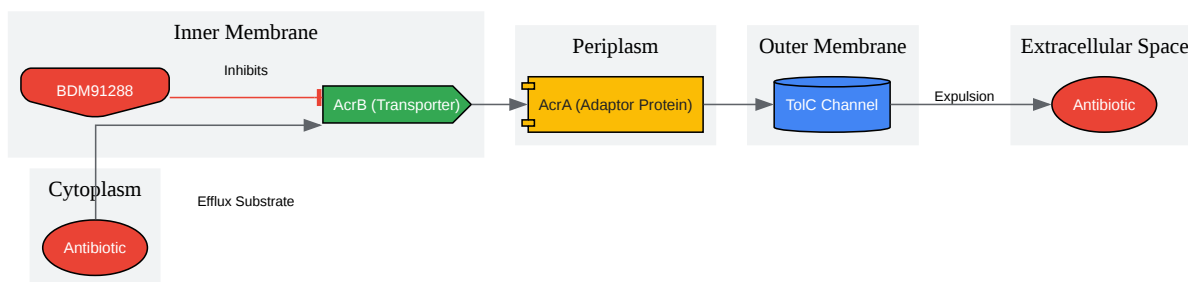 Inner Membrane
Periplasm
Outer Membrane
Extracellular Space
BDM91288
Inhibits
AcrB (Transporter)
AcrA (Adaptor Protein)
TolC Channel
Expulsion
Antibiotic
Cytoplasm
Efflux Substrate
Antibiotic